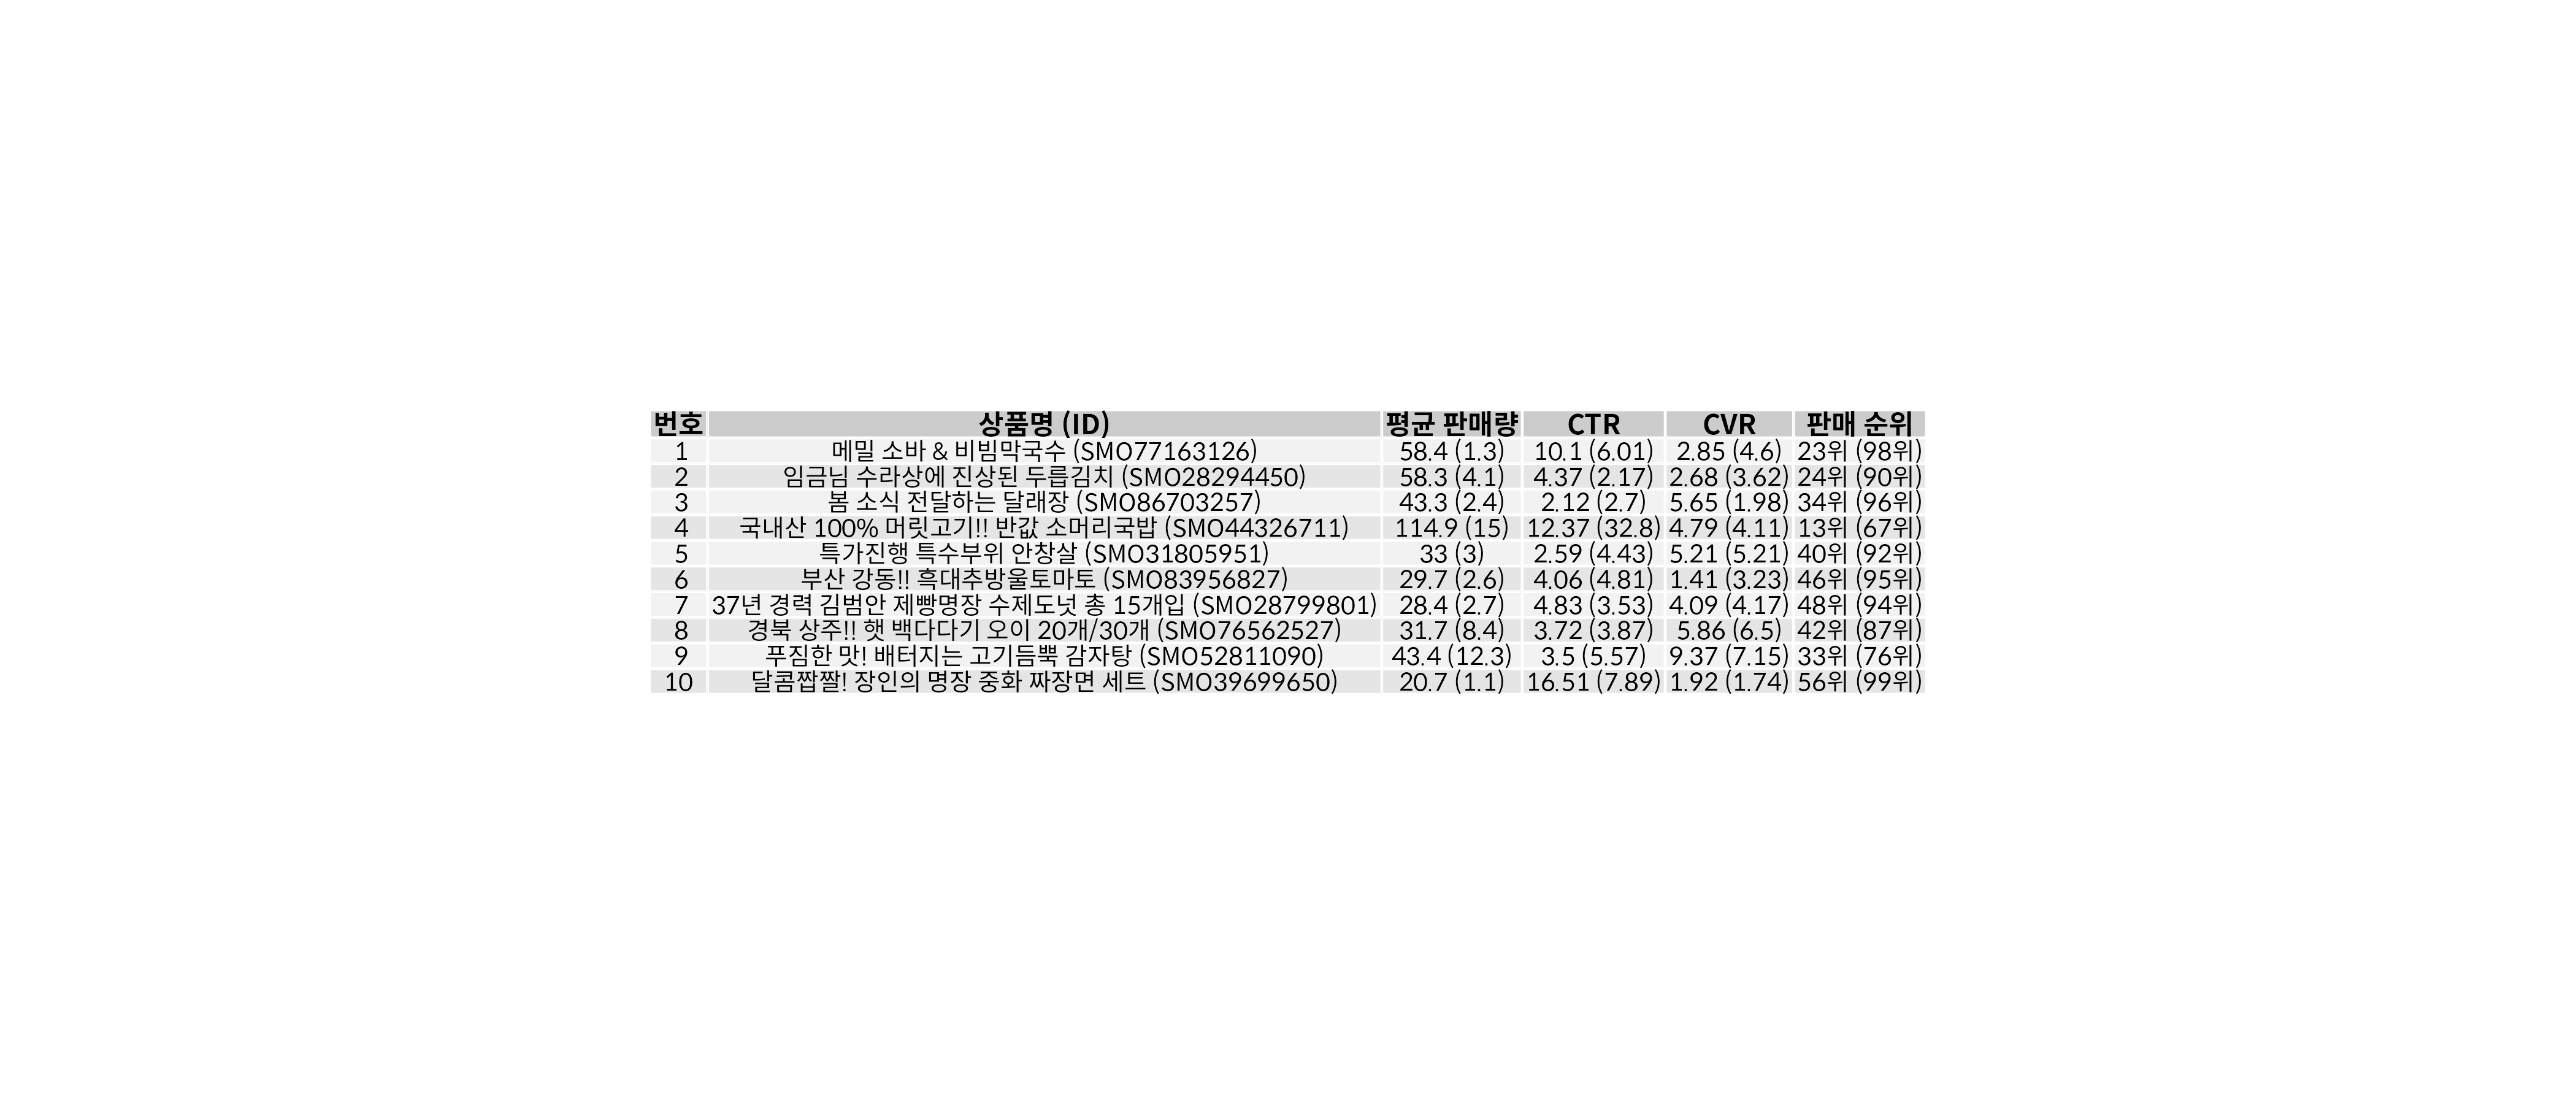 번호 상품명 (ID) 평균 판매량 CTR CVR 판매 순위
1 메밀 소바 & 비빔막국수 (SMO77163126) 58.4 (1.3) 10.1 (6.01) 2.85 (4.6) 23위 (98위)
2 임금님 수라상에 진상된 두릅김치 (SMO28294450) 58.3 (4.1) 4.37 (2.17) 2.68 (3.62) 24위 (90위)
3 봄 소식 전달하는 달래장 (SMO86703257) 43.3 (2.4) 2.12 (2.7) 5.65 (1.98) 34위 (96위)
4 국내산 100% 머릿고기!! 반값 소머리국밥 (SMO44326711) 114.9 (15) 12.37 (32.8) 4.79 (4.11) 13위 (67위)
5 특가진행 특수부위 안창살 (SMO31805951) 33 (3) 2.59 (4.43) 5.21 (5.21) 40위 (92위)
6 부산 강동!! 흑대추방울토마토 (SMO83956827) 29.7 (2.6) 4.06 (4.81) 1.41 (3.23) 46위 (95위)
7 37년 경력 김범안 제빵명장 수제도넛 총 15개입 (SMO28799801) 28.4 (2.7) 4.83 (3.53) 4.09 (4.17) 48위 (94위)
8 경북 상주!! 햇 백다다기 오이 20개/30개 (SMO76562527) 31.7 (8.4) 3.72 (3.87) 5.86 (6.5) 42위 (87위)
9 푸짐한 맛! 배터지는 고기듬뿍 감자탕 (SMO52811090) 43.4 (12.3) 3.5 (5.57) 9.37 (7.15) 33위 (76위)
10 달콤짭짤! 장인의 명장 중화 짜장면 세트 (SMO39699650) 20.7 (1.1) 16.51 (7.89) 1.92 (1.74) 56위 (99위)